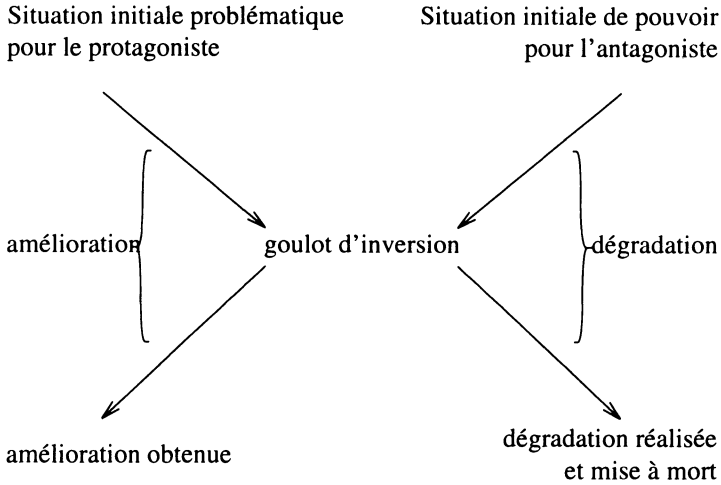 Situation initiale problématique
pour le protagoniste
Situation initiale de pouvoir
pour l'antagoniste
amélioration
goulot d'inversion
dégradation
amélioration obtenue
dégradation réalisée
et mise à mort